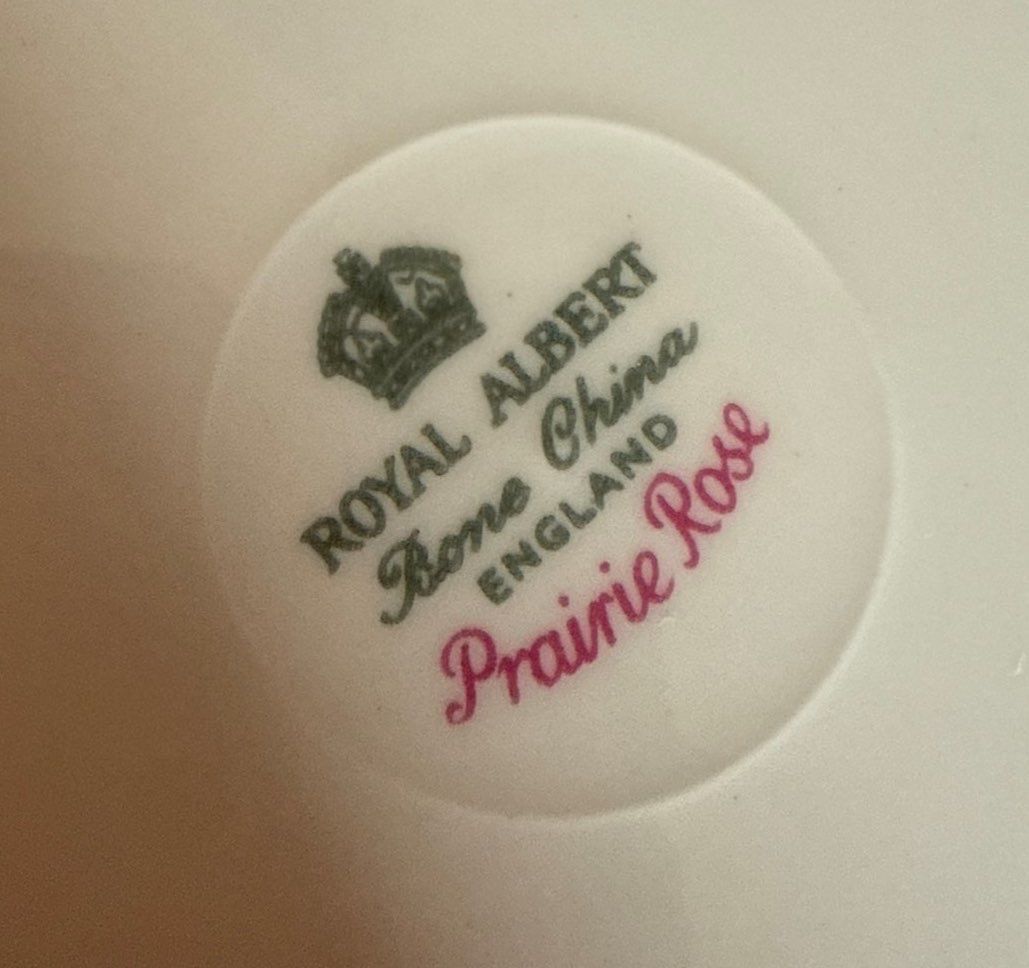 ROYAL ALBERT
Bone China
ENGLAND
Prairie Rose